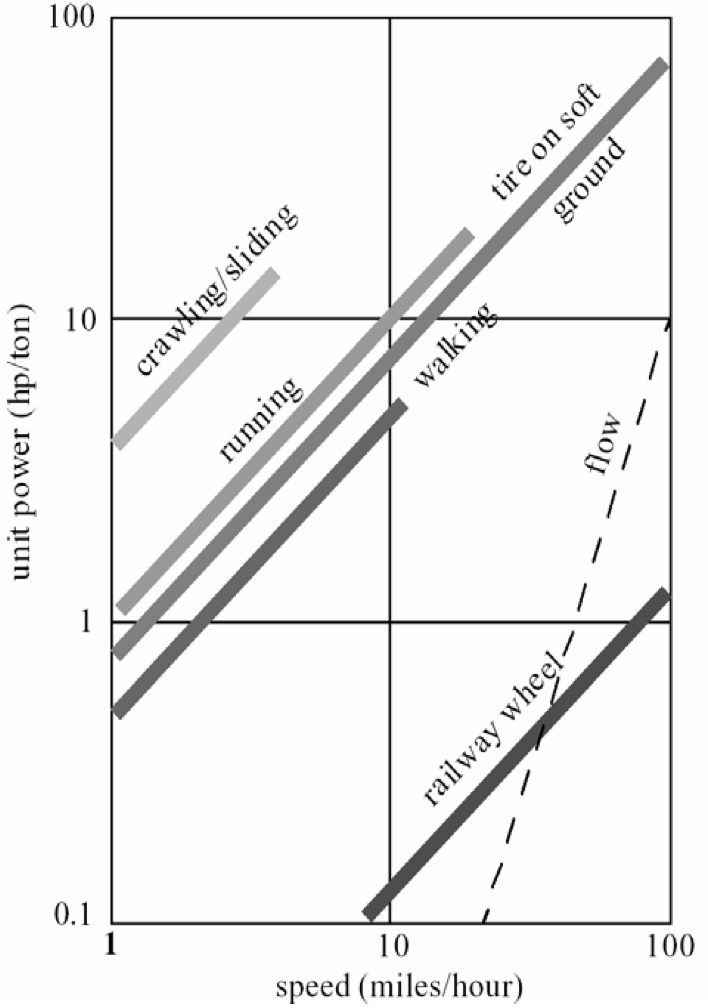 100
tire on soft
ground
crawling/sliding
10
walking
running
flow
unit power (hp/ton)
1
railway wheel
0.1
1
10
100
speed (miles/hour)